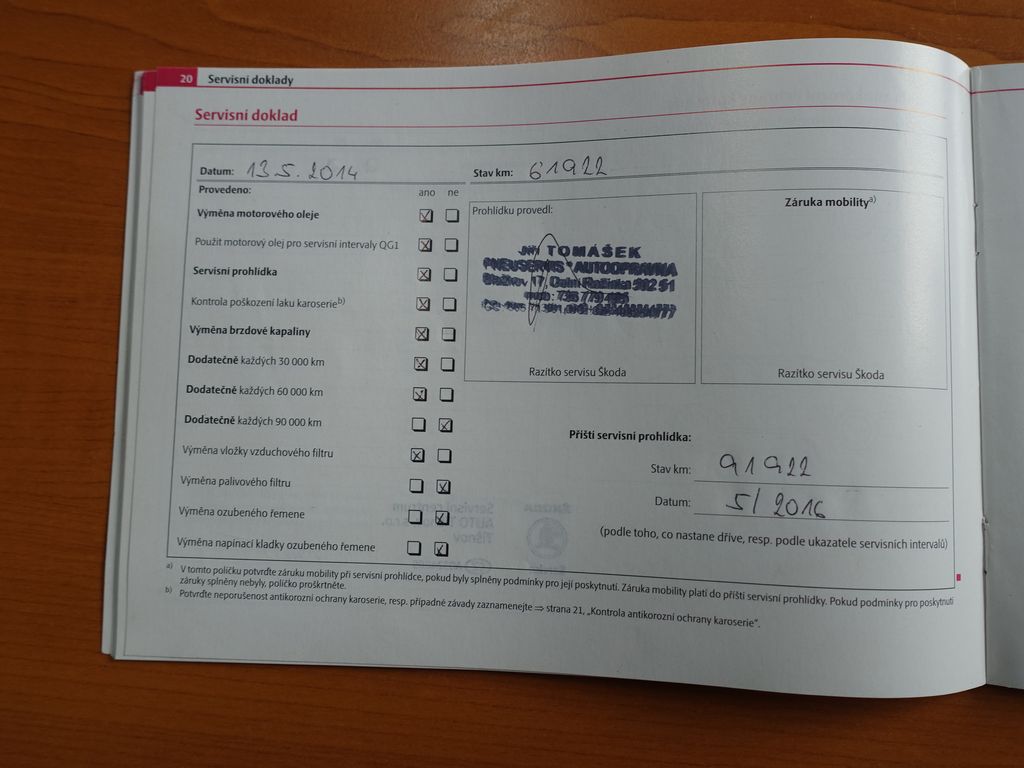 20 Servisní doklady
Servisní doklad
Datum: 13.5.2014
Stav km: 61922
Provedeno: ano ne
Výměna motorového oleje
Použit motorový olej pro servisní intervaly QG1
Servisní prohlídka
Kontrola poškození laku karoserie b)
Výměna brzdové kapaliny
Dodatečně každých 30 000 km
Dodatečně každých 60 000 km
Dodatečně každých 90 000 km
Výměna vložky vzduchového filtru
Výměna palivového filtru
Výměna ozubeného řemene
Výměna napínací kladky ozubeného řemene
Prohlídku provedl:
Jiří TOMÁŠEK
PNEUSERVIS * AUTOOPRAVNA
17, Dolní Rožínka 592 51
Razítko servisu Škoda
Záruka mobility a)
Razítko servisu Škoda
Příští servisní prohlídka:
Stav km: 91922
Datum: 5/2016
(podle toho, co nastane dříve, resp. podle ukazatele servisních intervalů)
a) V tomto políčku potvrďte záruku mobility při servisní prohlídce, pokud byly splněny podmínky pro její poskytnutí. Záruka mobility platí do příští servisní prohlídky. Pokud podmínky pro poskytnutí
záruky splněny nebyly, políčko proškrtněte.
b) Potvrďte neporušenost antikorozní ochrany karoserie, resp. případné závady zaznamenejte ⇒ strana 21, „Kontrola antikorozní ochrany karoserie“.